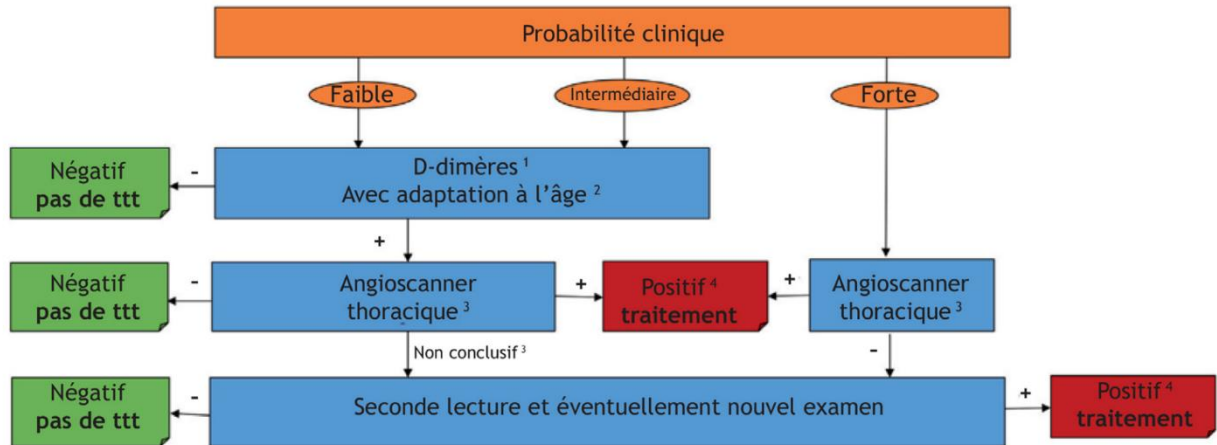 Probabilité clinique
Faible
Intermédiaire
Forte
D-dimères ¹
Avec adaptation à l'âge ²
Négatif
pas de ttt
-
+
Négatif
pas de ttt
-
Angioscanner
thoracique ³
+
Positif ⁴
traitement
+
Angioscanner
thoracique ³
Non conclusif ³
-
Négatif
pas de ttt
-
Seconde lecture et éventuellement nouvel examen
+
Positif ⁴
traitement